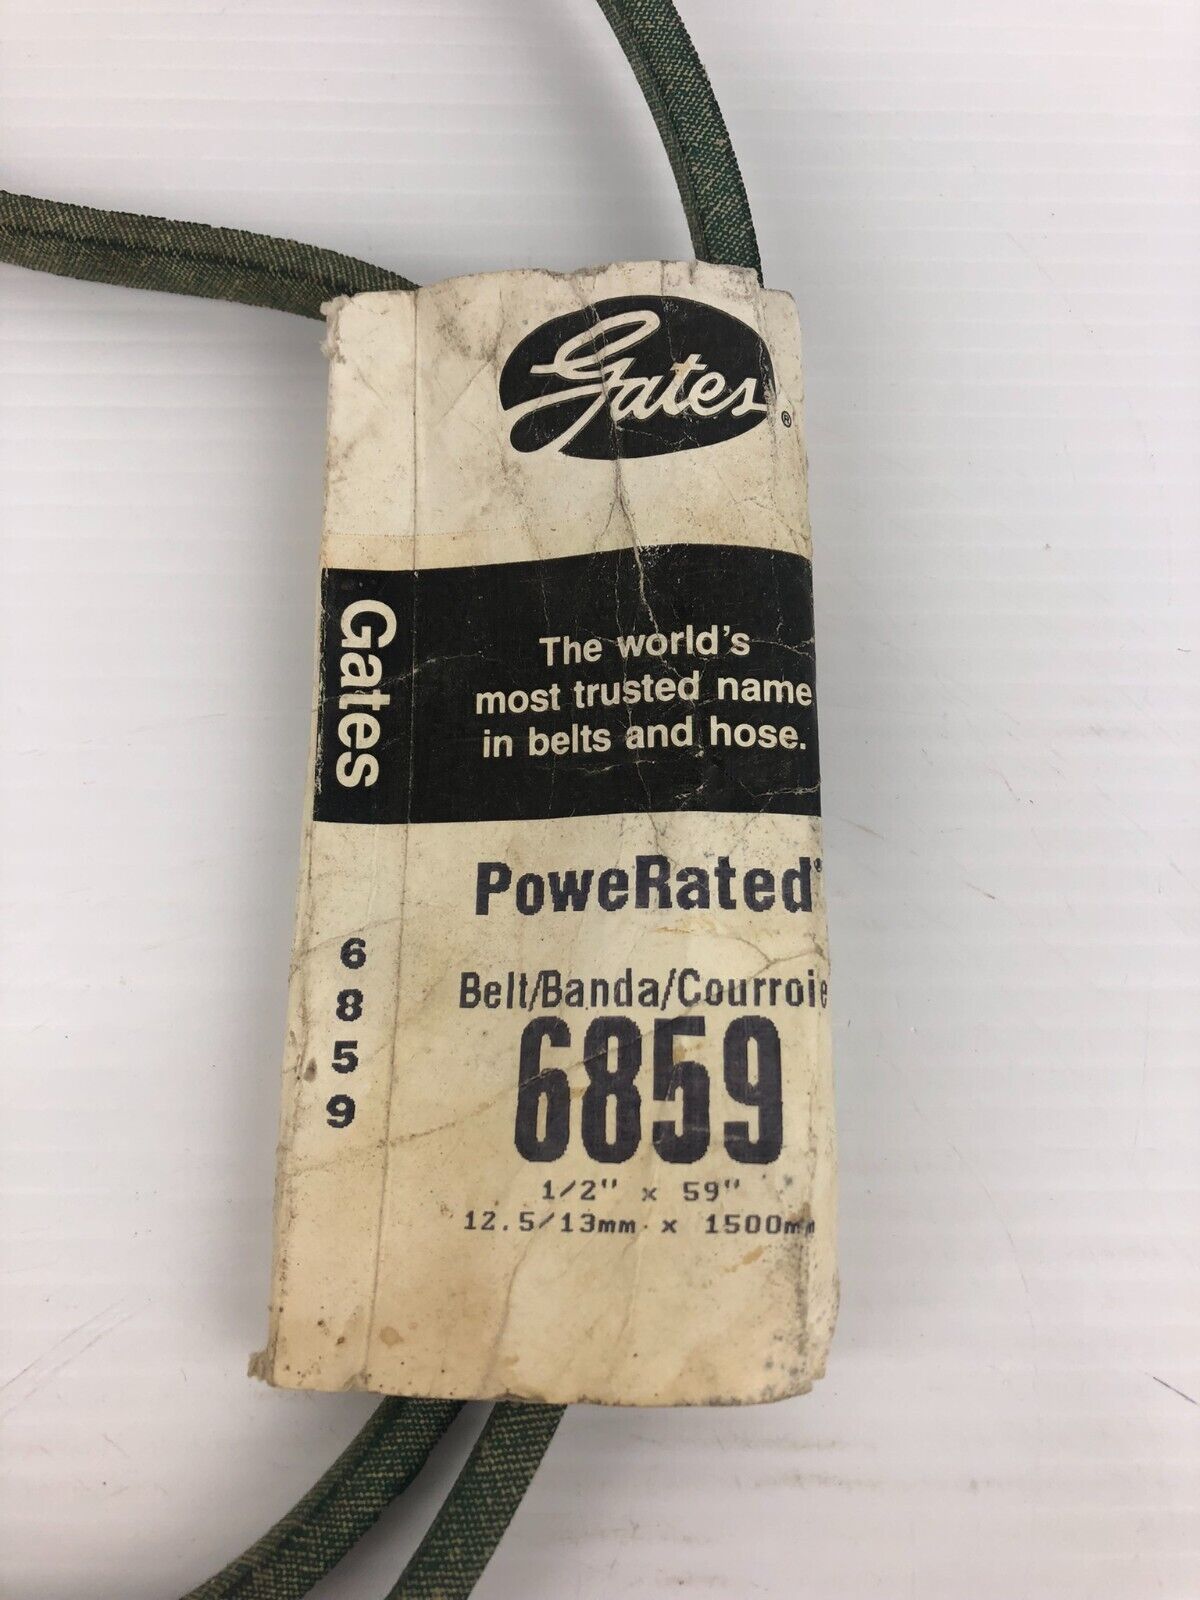 Gates®
Gates
The world's
most trusted name
in belts and hose.
PoweRated®
Belt/Banda/Courroie
6859
6
8
5
9
1/2" x 59"
12.5/13mm x 1500mm